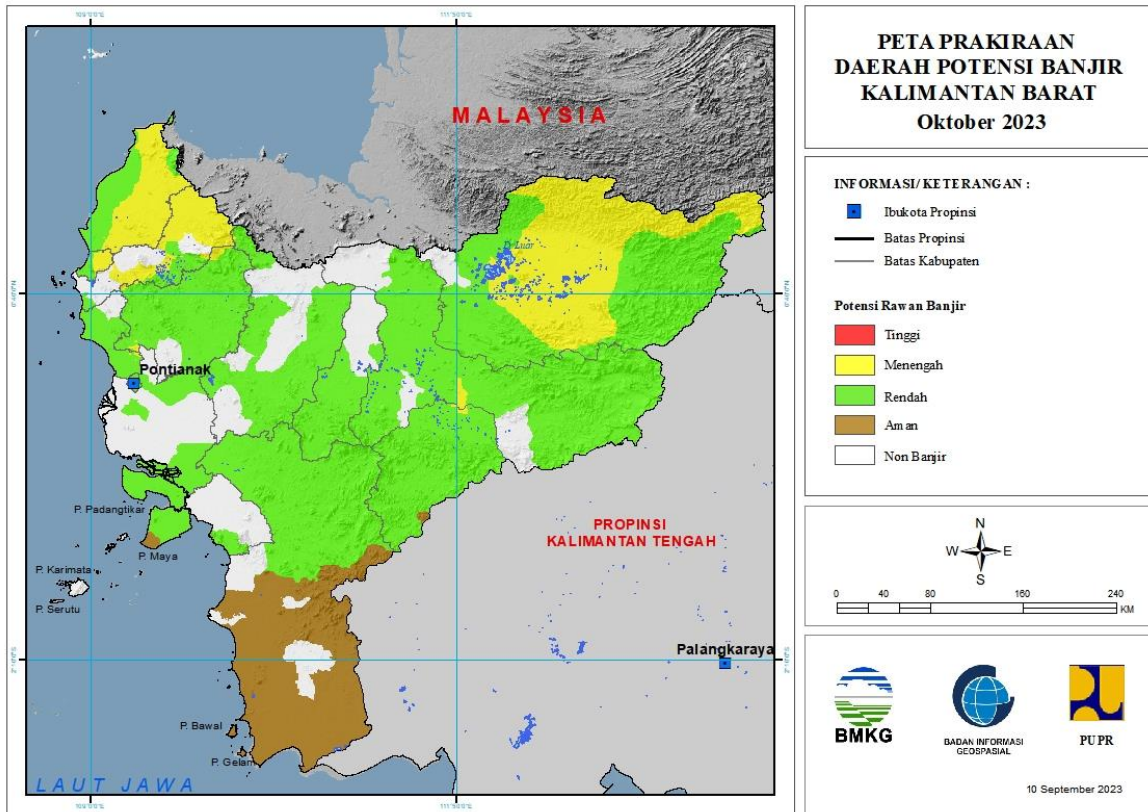 PETA PRAKIRAAN
DAERAH POTENSI BANJIR
KALIMANTAN BARAT
Oktober 2023
INFORMASI/ KETERANGAN :
Ibukota Propinsi
Batas Propinsi
Batas Kabupaten
Potensi Rawan Banjir
Tinggi
Menengah
Rendah
Aman
Non Banjir
N
W E
S
0 40 80 160 240
KM
BMKG
BADAN INFORMASI
GEOSPASIAL
PUPR
10 September 2023
MALAYSIA
D. Luar
Pontianak
P. Padangtikar
P. Maya
P. Karimata
P. Serutu
PROPINSI
KALIMANTAN TENGAH
Palangkaraya
P. Bawal
P. Gelam
LAUT JAWA